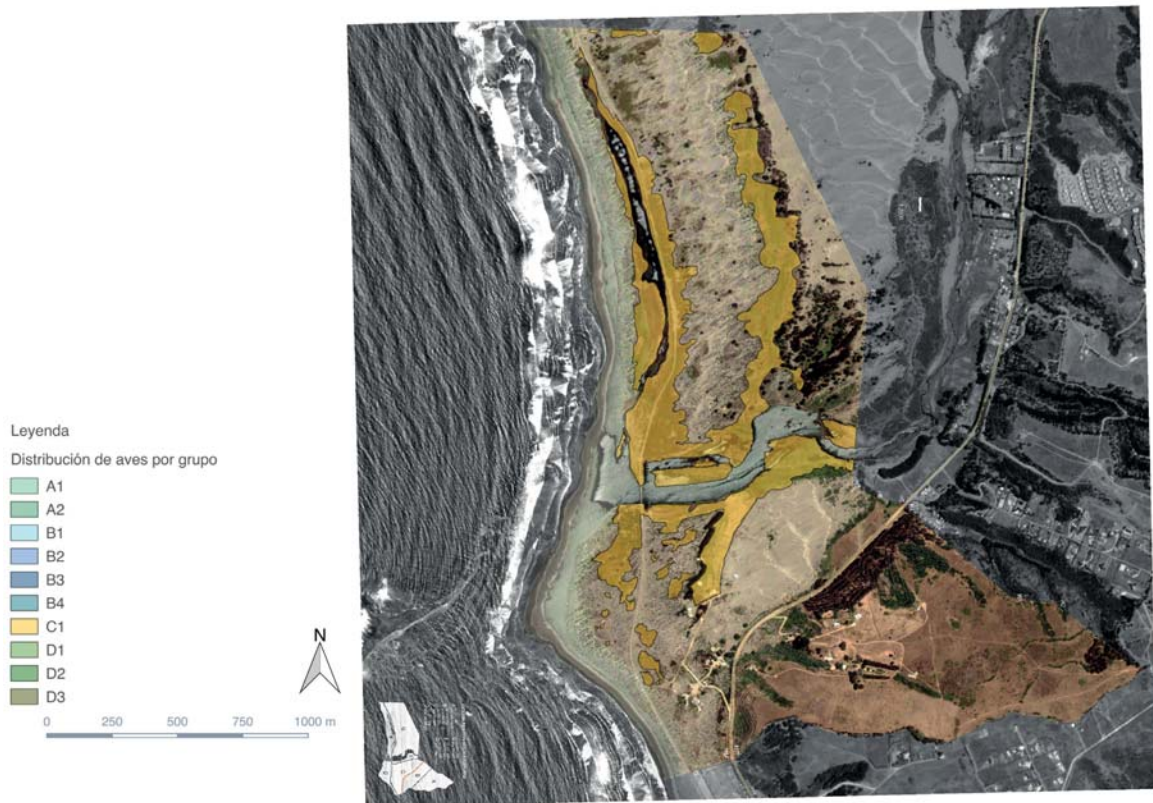 Leyenda
Distribución de aves por grupo
A1
A2
B1
B2
B3
B4
C1
D1
D2
D3
N
0 250 500 750 1000 m